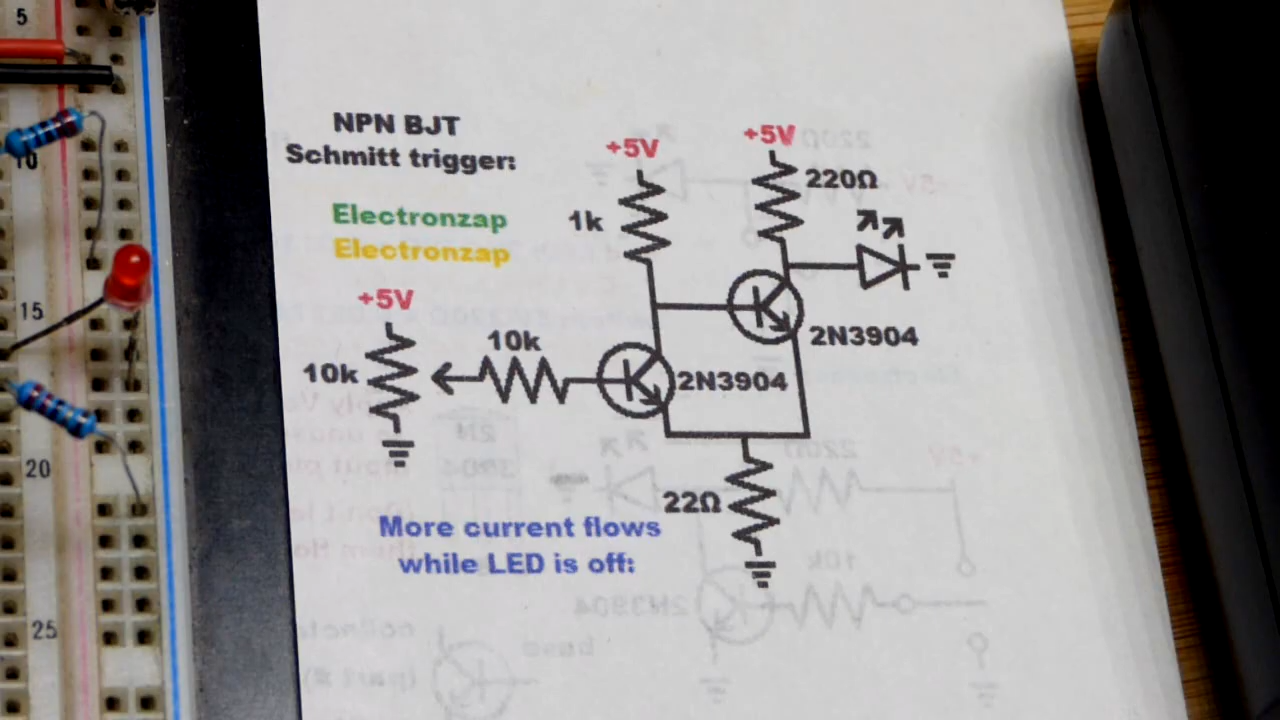 5
10
15
20
25
NPN BJT
Schmitt trigger:
Electronzap
Electronzap
+5V
+5V
220Ω
1k
+5V
10k
10k
2N3904
2N3904
22Ω
More current flows
while LED is off: